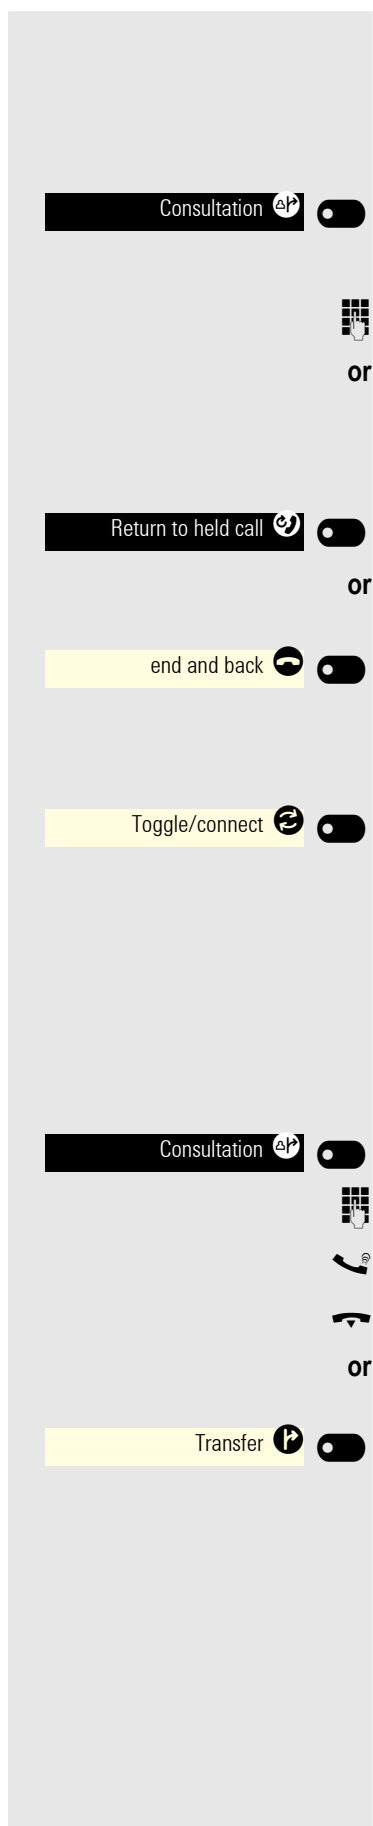 Consultation
or
Return to held call
or
end and back
Toggle/connect
Consultation
or
Transfer